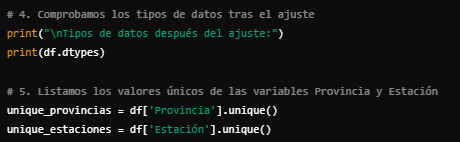 # 4. Comprobamos los tipos de datos tras el ajuste
print("\nTipos de datos después del ajuste:")
print(df.dtypes)
# 5. Listamos los valores únicos de las variables Provincia y Estación
unique_provincias = df['Provincia'].unique()
unique_estaciones = df['Estación'].unique()